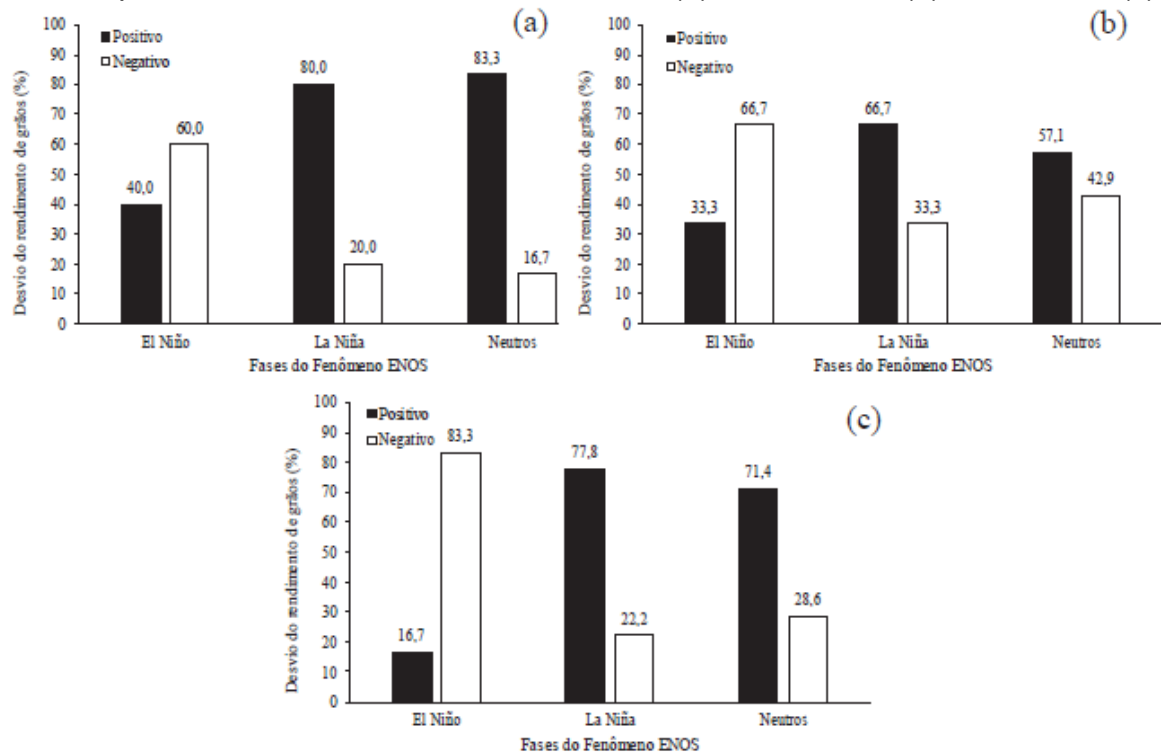 (a)
Positivo
Negativo
Desvio do rendimento de grãos (%)
100
90
80
70
60
50
40
30
20
10
0
40,0
60,0
80,0
20,0
83,3
16,7
El Niño La Niña Neutros
Fases do Fenômeno ENOS
(b)
Positivo
Negativo
Desvio do rendimento de grãos (%)
100
90
80
70
60
50
40
30
20
10
0
33,3
66,7
66,7
33,3
57,1
42,9
El Niño La Niña Neutros
Fases do Fenômeno ENOS
(c)
Positivo
Negativo
Desvio do rendimento de grãos (%)
100
90
80
70
60
50
40
30
20
10
0
16,7
83,3
77,8
22,2
71,4
28,6
El Niño La Niña Neutros
Fases do Fenômeno ENOS